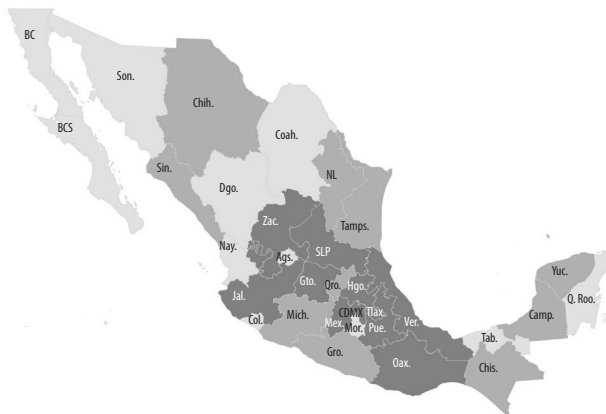 BC
Son.
Chih.
BCS
Coah.
Sin.
NL
Dgo.
Tamps.
Zac.
Nay.
SLP
Ags.
Yuc.
Gto.
Qro.
Hgo.
Jal.
Q. Roo.
Mich.
CDMX
Tlax.
Camp.
Col.
Mex.
Ver.
Mor.
Pue.
Tab.
Gro.
Oax.
Chis.